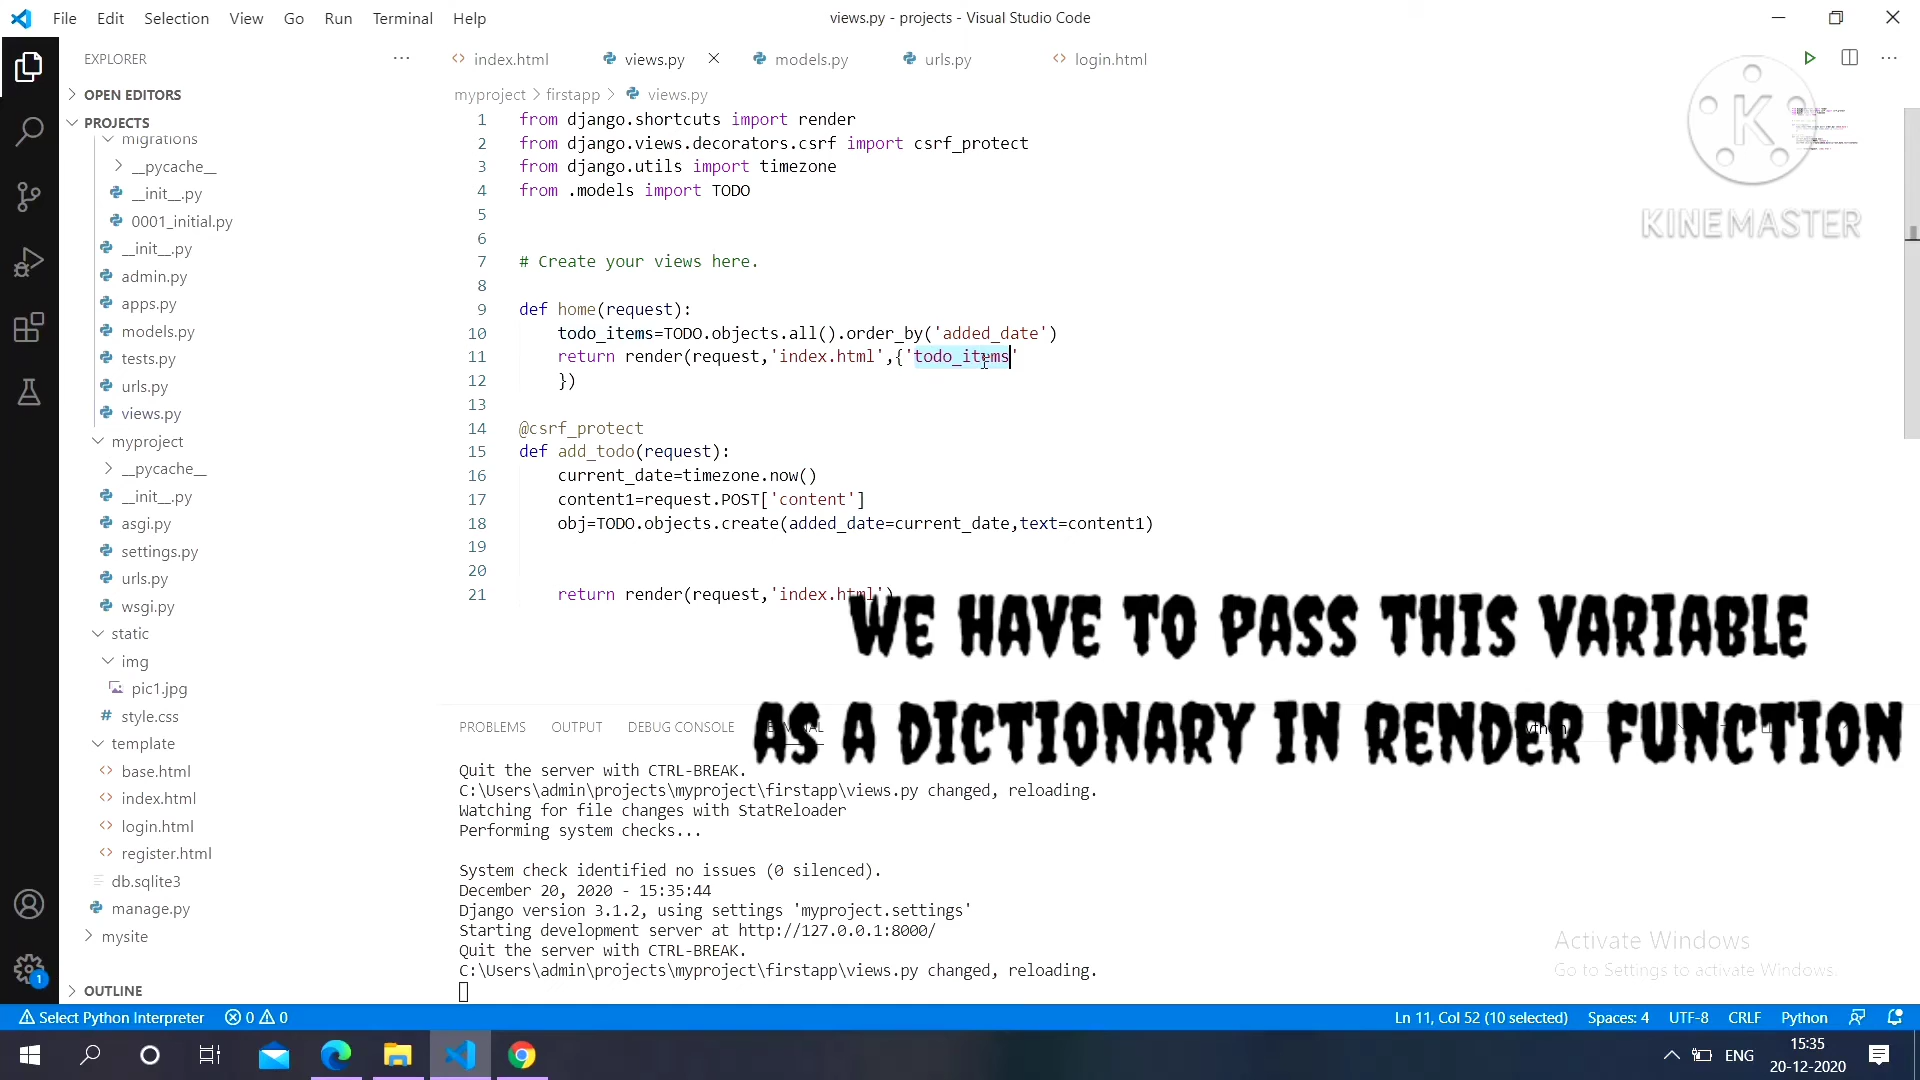 File Edit Selection View Go Run Terminal Help
views.py - projects - Visual Studio Code
EXPLORER
OPEN EDITORS
PROJECTS
migrations
__pycache__
__init__.py
0001_initial.py
__init__.py
admin.py
apps.py
models.py
tests.py
urls.py
views.py
myproject
__pycache__
__init__.py
asgi.py
settings.py
urls.py
wsgi.py
static
img
pic1.jpg
style.css
template
base.html
index.html
login.html
register.html
db.sqlite3
manage.py
mysite
OUTLINE
index.html views.py models.py urls.py login.html
myproject > firstapp > views.py
1 from django.shortcuts import render
2 from django.views.decorators.csrf import csrf_protect
3 from django.utils import timezone
4 from .models import TODO
5
6
7 # Create your views here.
8
9 def home(request):
10 todo_items=TODO.objects.all().order_by('added_date')
11 return render(request,'index.html',{'todo_items'
12 })
13
14 @csrf_protect
15 def add_todo(request):
16 current_date=timezone.now()
17 content1=request.POST['content']
18 obj=TODO.objects.create(added_date=current_date,text=content1)
19
20
21 return render(request,'index.html')
K
KINEMASTER
WE HAVE TO PASS THIS VARIABLE
AS A DICTIONARY IN RENDER FUNCTION
PROBLEMS OUTPUT DEBUG CONSOLE
Quit the server with CTRL-BREAK.
C:\Users\admin\projects\myproject\firstapp\views.py changed, reloading.
Watching for file changes with StatReloader
Performing system checks...
System check identified no issues (0 silenced).
December 20, 2020 - 15:35:44
Django version 3.1.2, using settings 'myproject.settings'
Starting development server at http://127.0.0.1:8000/
Quit the server with CTRL-BREAK.
C:\Users\admin\projects\myproject\firstapp\views.py changed, reloading.
Activate Windows
Go to Settings to activate Windows.
1
Select Python Interpreter 0 0
Ln 11, Col 52 (10 selected) Spaces: 4 UTF-8 CRLF Python
ENG
15:35
20-12-2020